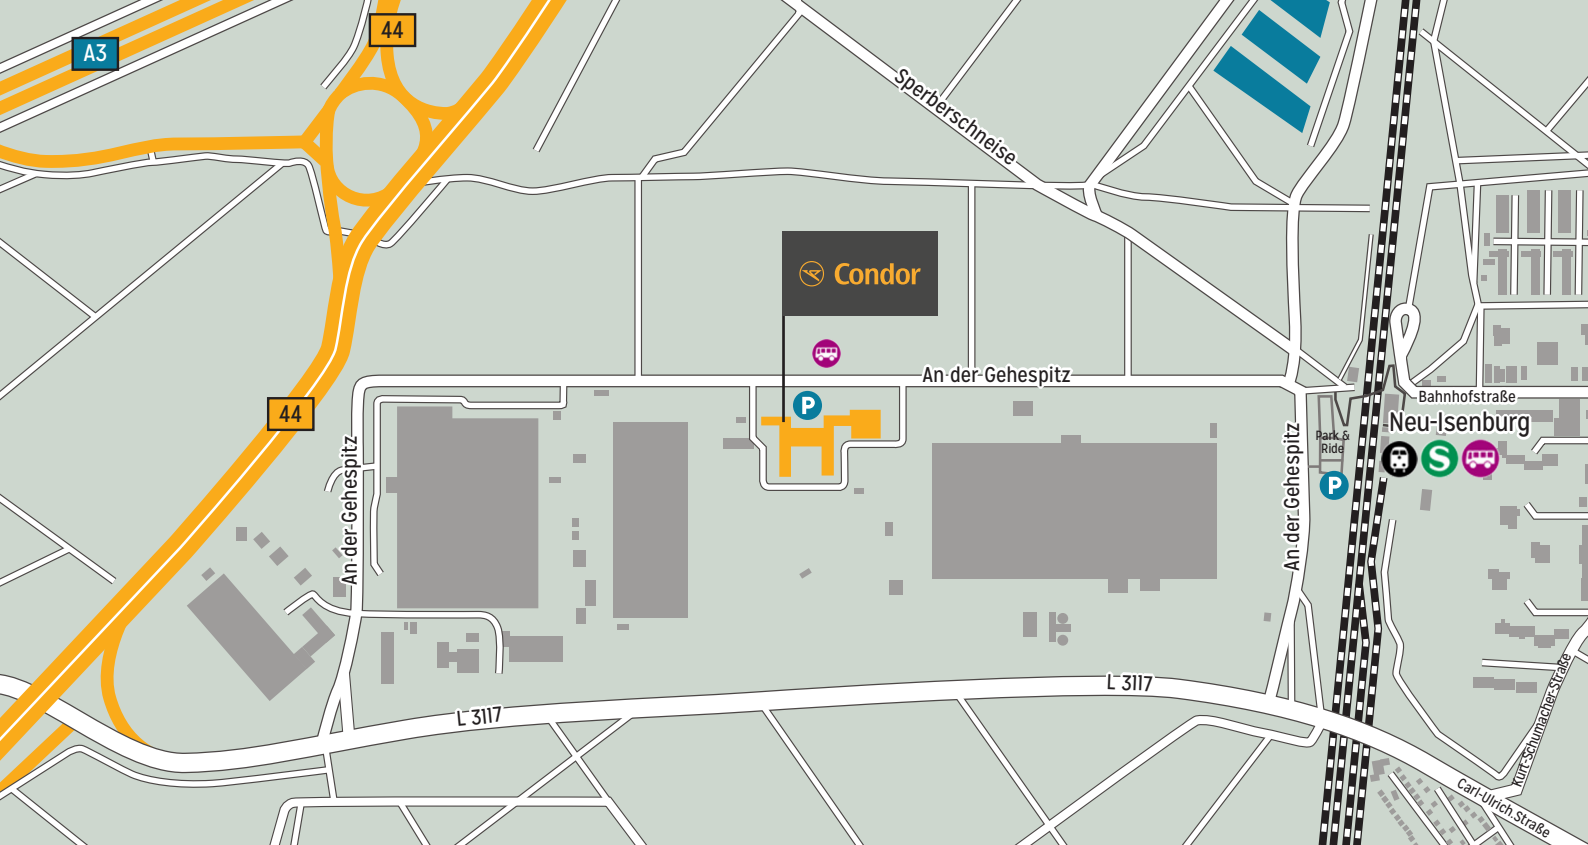 A3
44
Sperberschneise
Condor
An der Gehespitz
P
44
An der Gehespitz
Bahnhofstraße
Neu-Isenburg
Park &
Ride
S
P
An der Gehespitz
L 3117
L 3117
Kurt-Schumacher-Straße
Carl-Ulrich.Straße